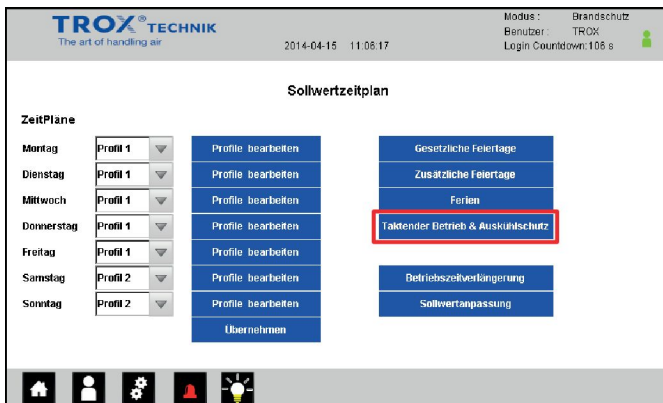 TROX® TECHNIK
The art of handling air
2014-04-15 11:06:17
Modus: Brandschutz
Benutzer: TROX
Login Countdown:106 s
Sollwertzeitplan
ZeitPläne
Montag Profil 1 Profile bearbeiten Gesetzliche Feiertage
Dienstag Profil 1 Profile bearbeiten Zusätzliche Feiertage
Mittwoch Profil 1 Profile bearbeiten Ferien
Donnerstag Profil 1 Profile bearbeiten Taktender Betrieb & Auskühlschutz
Freitag Profil 1 Profile bearbeiten
Samstag Profil 2 Profile bearbeiten Betriebszeitverlängerung
Sonntag Profil 2 Profile bearbeiten Sollwertanpassung
Übernehmen